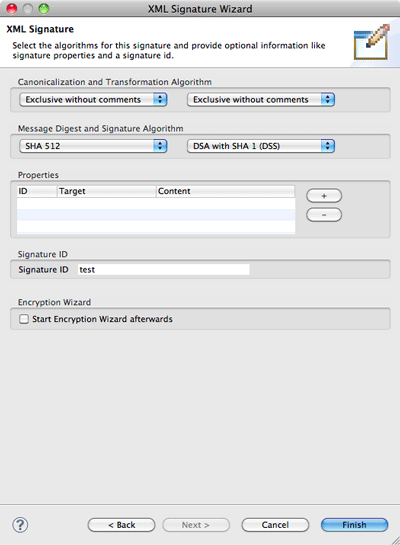 XML Signature Wizard
XML Signature
Select the algorithms for this signature and provide optional information like
signature properties and a signature id.
Canonicalization and Transformation Algorithm
Exclusive without comments Exclusive without comments
Message Digest and Signature Algorithm
SHA 512 DSA with SHA 1 (DSS)
Properties
ID Target Content
+
−
Signature ID
Signature ID test
Encryption Wizard
Start Encryption Wizard afterwards
? < Back Next > Cancel Finish